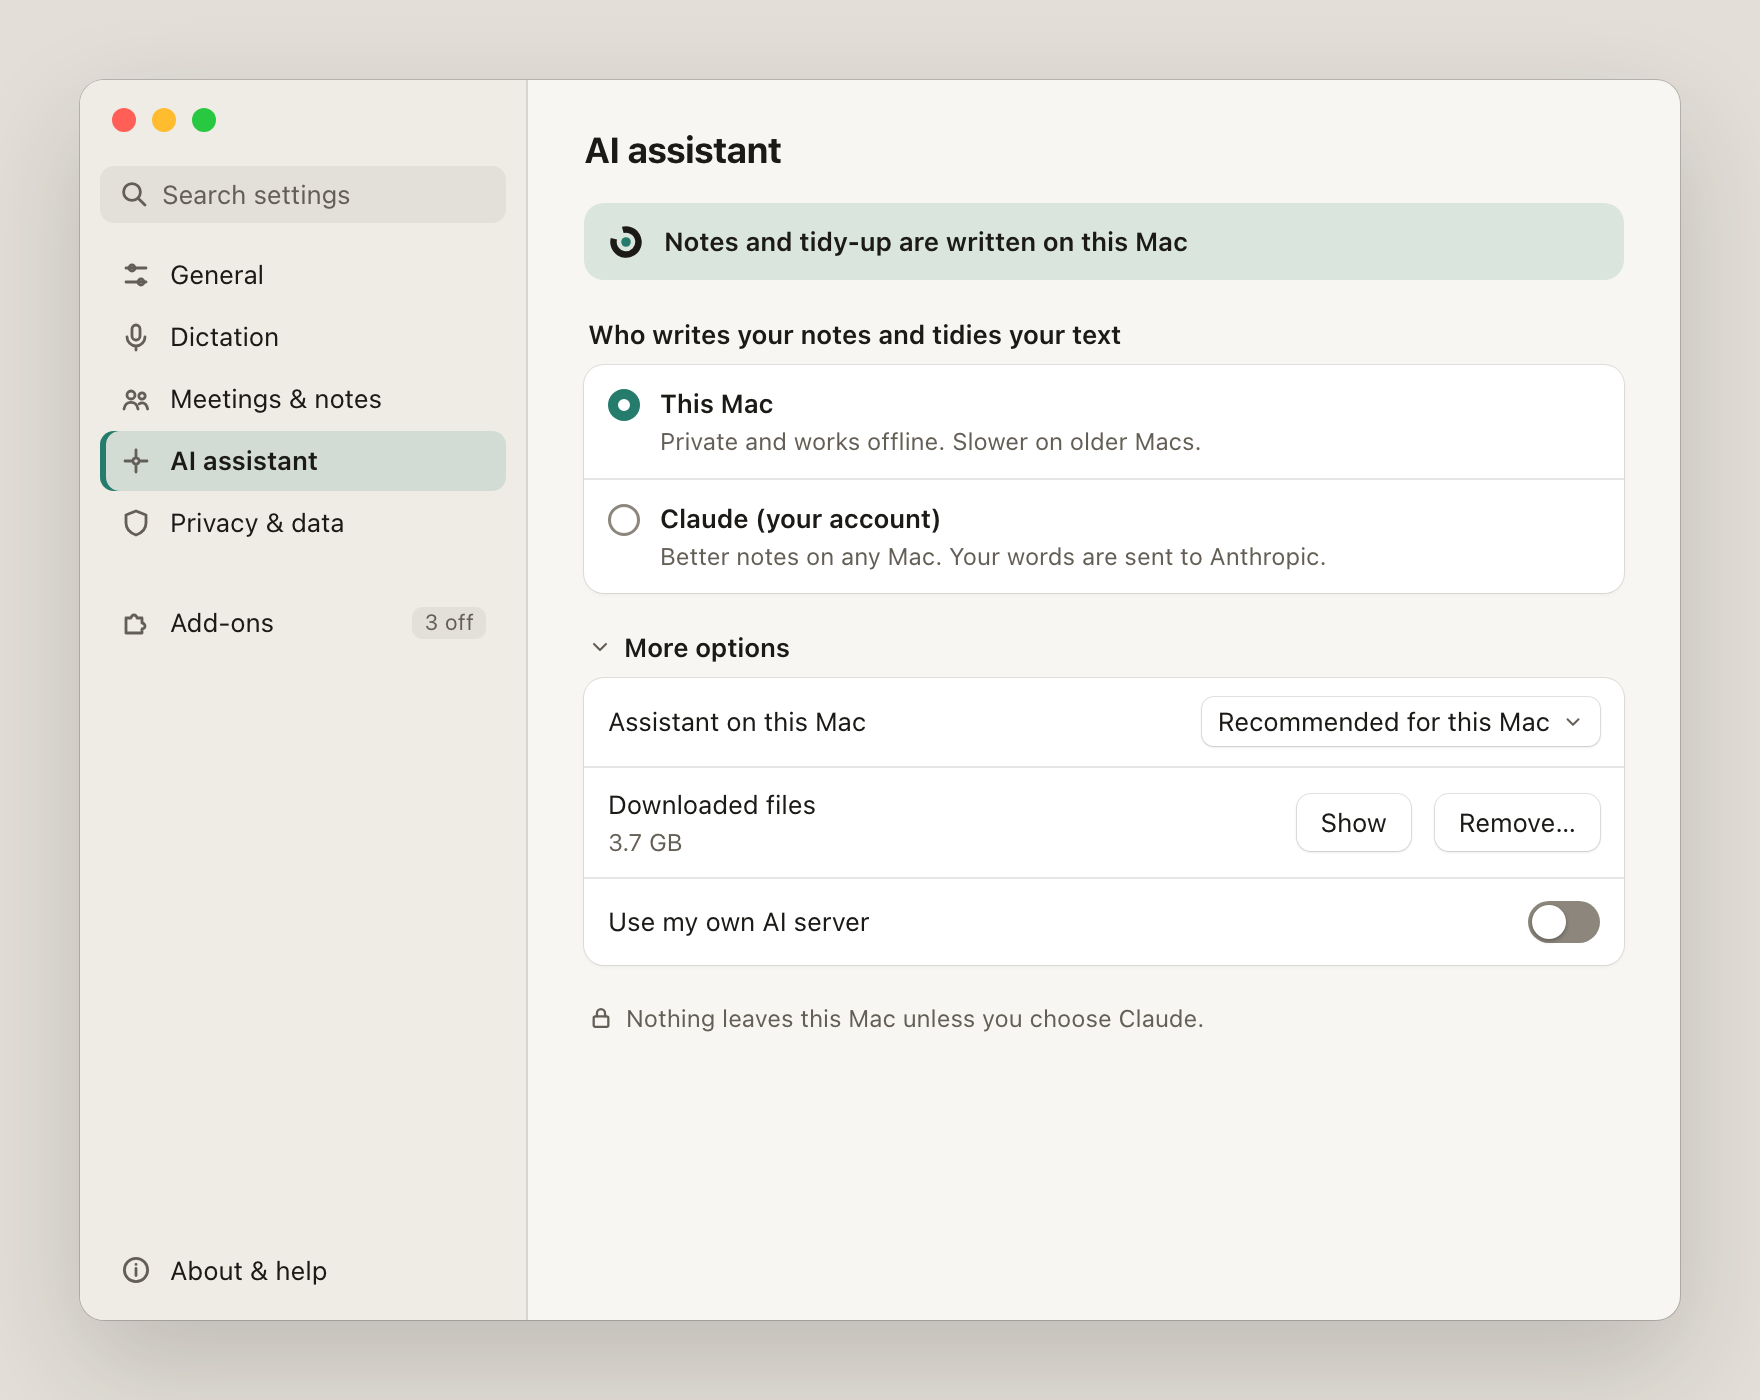 Search settings
General
Dictation
Meetings & notes
AI assistant
Privacy & data
Add-ons
3 off
About & help
AI assistant
Notes and tidy-up are written on this Mac
Who writes your notes and tidies your text
This Mac
Private and works offline. Slower on older Macs.
Claude (your account)
Better notes on any Mac. Your words are sent to Anthropic.
More options
Assistant on this Mac
Recommended for this Mac
Downloaded files
3.7 GB
Show
Remove...
Use my own AI server
Nothing leaves this Mac unless you choose Claude.